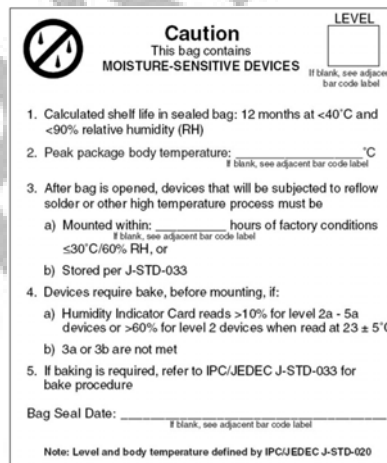 LEVEL
Caution
This bag contains
MOISTURE-SENSITIVE DEVICES
If blank, see adjacent
bar code label
1. Calculated shelf life in sealed bag: 12 months at <40˚C and
<90% relative humidity (RH)
2. Peak package body temperature: ____________________˚C
If blank, see adjacent bar code label
3. After bag is opened, devices that will be subjected to reflow
solder or other high temperature process must be
a) Mounted within: __________ hours of factory conditions
If blank, see adjacent bar code label
≤30˚C/60% RH, or
b) Stored per J-STD-033
4. Devices require bake, before mounting, if:
a) Humidity Indicator Card reads >10% for level 2a - 5a
devices or >60% for level 2 devices when read at 23 ± 5˚C
b) 3a or 3b are not met
5. If baking is required, refer to IPC/JEDEC J-STD-033 for
bake procedure
Bag Seal Date: ______________________________________
If blank, see adjacent bar code label
Note: Level and body temperature defined by IPC/JEDEC J-STD-020